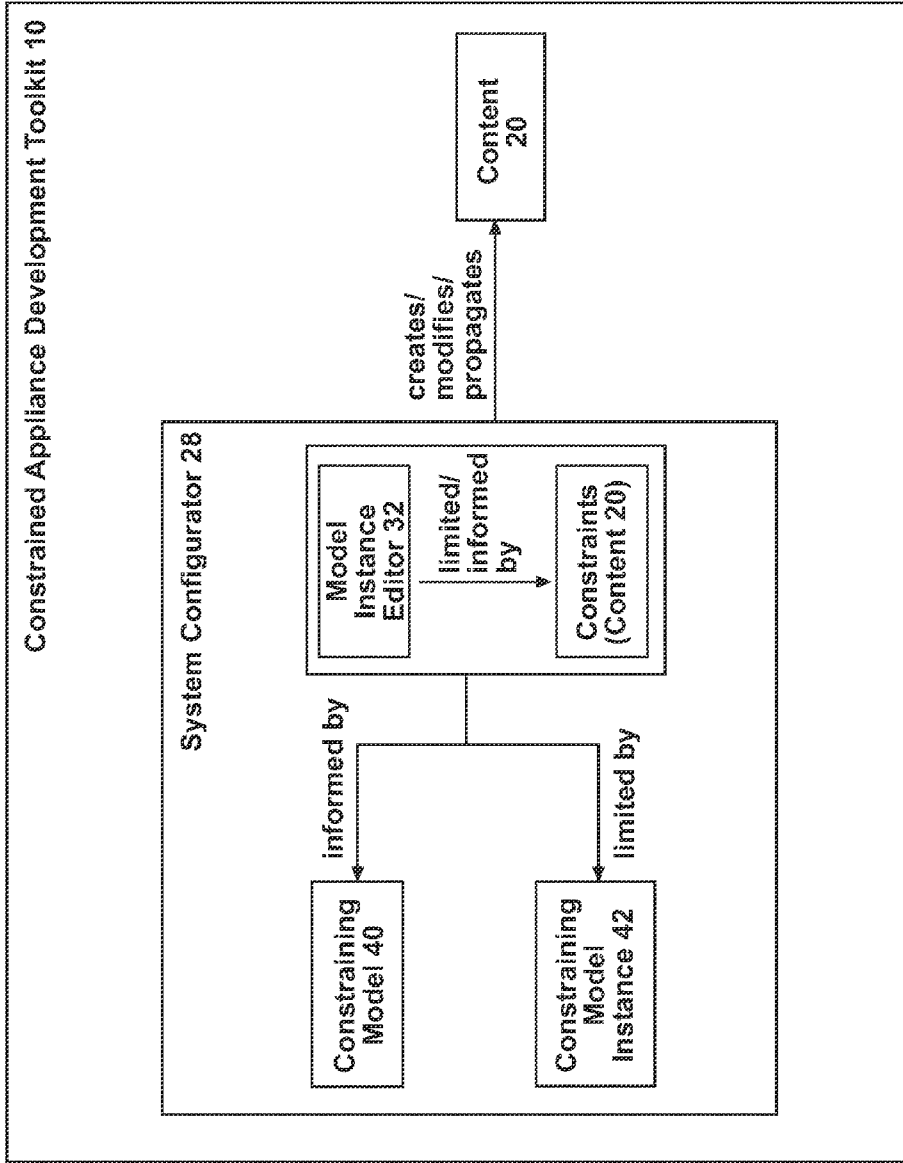 Constrained Appliance Development Toolkit 10
System Configurator 28
Constraining
Model 40
informed by
Model
Instance
Editor 32
limited/
informed
by
Constraints
(Content 20)
Constraining
Model
Instance 42
limited by
creates/
modifies/
propagates
Content
20